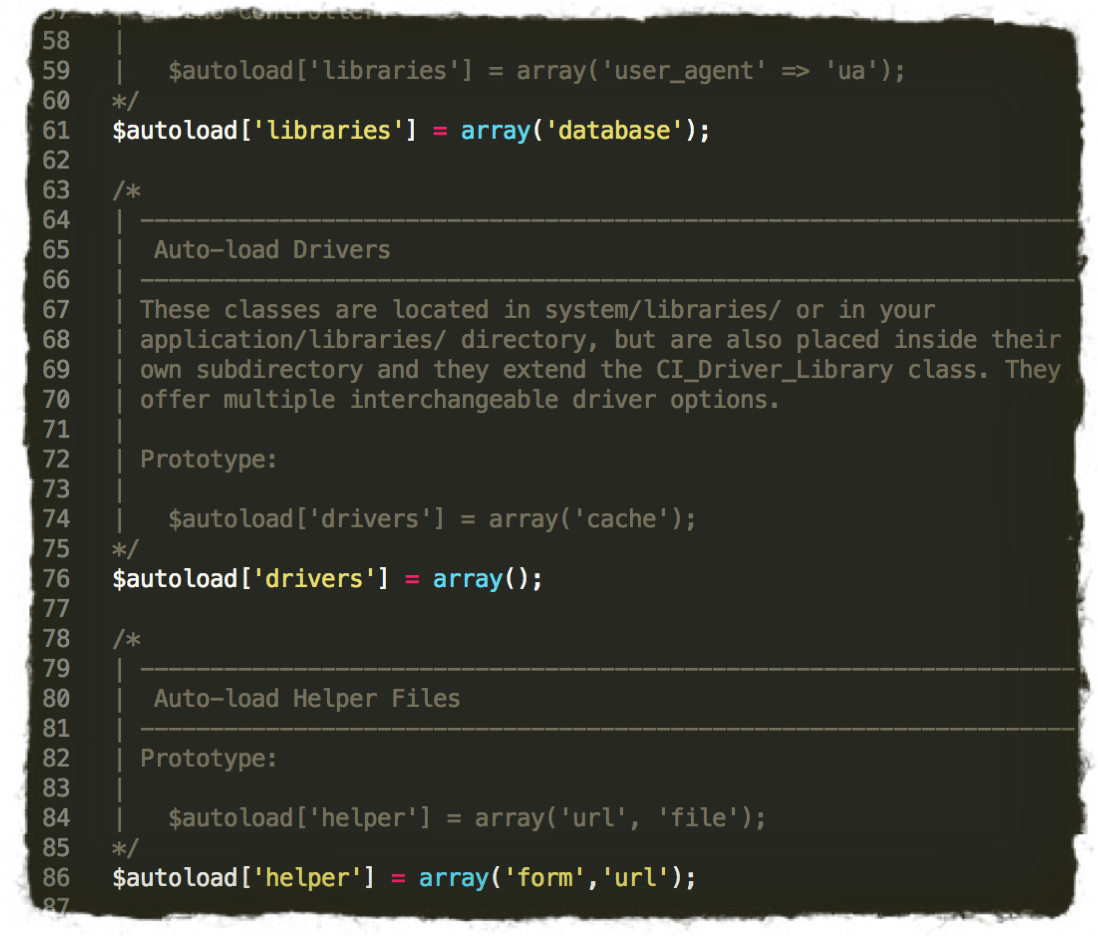 57 | the controller.
58 |
59 |   $autoload['libraries'] = array('user_agent' => 'ua');
60 */
61 $autoload['libraries'] = array('database');
62
63 /*
64 | -------------------------------------------------------------------
65 |  Auto-load Drivers
66 | -------------------------------------------------------------------
67 | These classes are located in system/libraries/ or in your
68 | application/libraries/ directory, but are also placed inside their
69 | own subdirectory and they extend the CI_Driver_Library class. They
70 | offer multiple interchangeable driver options.
71 |
72 | Prototype:
73 |
74 |   $autoload['drivers'] = array('cache');
75 */
76 $autoload['drivers'] = array();
77
78 /*
79 | -------------------------------------------------------------------
80 |  Auto-load Helper Files
81 | -------------------------------------------------------------------
82 | Prototype:
83 |
84 |   $autoload['helper'] = array('url', 'file');
85 */
86 $autoload['helper'] = array('form','url');
87